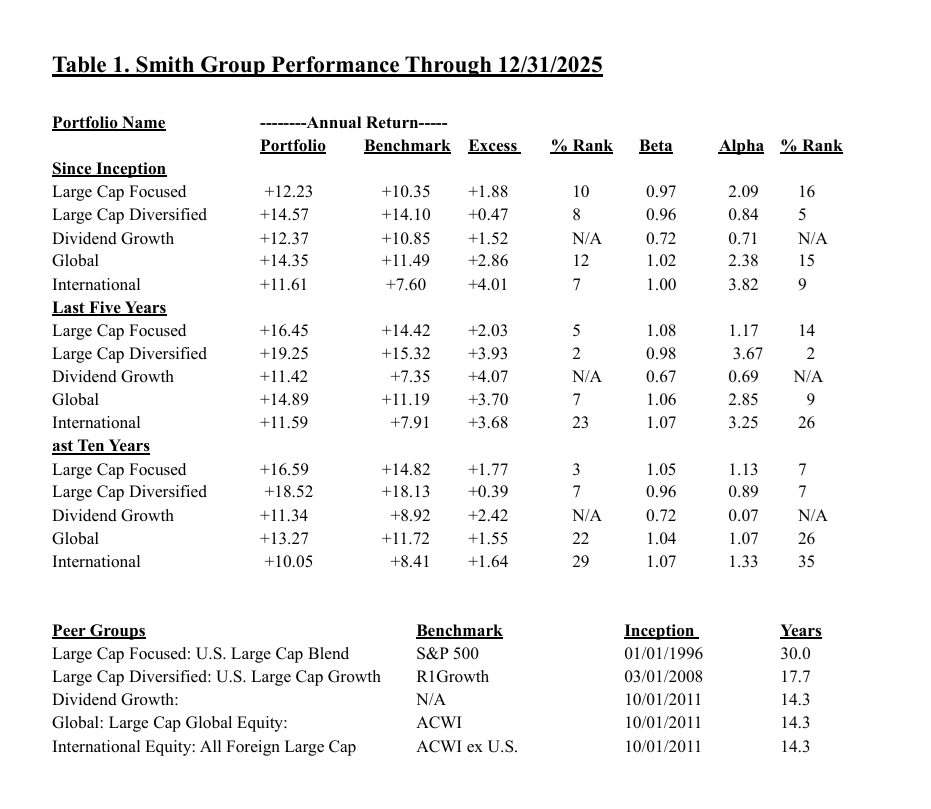 Table 1. Smith Group Performance Through 12/31/2025
Portfolio Name --------Annual Return-----
Portfolio Benchmark Excess % Rank Beta Alpha % Rank
Since Inception
Large Cap Focused +12.23 +10.35 +1.88 10 0.97 2.09 16
Large Cap Diversified +14.57 +14.10 +0.47 8 0.96 0.84 5
Dividend Growth +12.37 +10.85 +1.52 N/A 0.72 0.71 N/A
Global +14.35 +11.49 +2.86 12 1.02 2.38 15
International +11.61 +7.60 +4.01 7 1.00 3.82 9
Last Five Years
Large Cap Focused +16.45 +14.42 +2.03 5 1.08 1.17 14
Large Cap Diversified +19.25 +15.32 +3.93 2 0.98 3.67 2
Dividend Growth +11.42 +7.35 +4.07 N/A 0.67 0.69 N/A
Global +14.89 +11.19 +3.70 7 1.06 2.85 9
International +11.59 +7.91 +3.68 23 1.07 3.25 26
ast Ten Years
Large Cap Focused +16.59 +14.82 +1.77 3 1.05 1.13 7
Large Cap Diversified +18.52 +18.13 +0.39 7 0.96 0.89 7
Dividend Growth +11.34 +8.92 +2.42 N/A 0.72 0.07 N/A
Global +13.27 +11.72 +1.55 22 1.04 1.07 26
International +10.05 +8.41 +1.64 29 1.07 1.33 35
Peer Groups Benchmark Inception Years
Large Cap Focused: U.S. Large Cap Blend S&P 500 01/01/1996 30.0
Large Cap Diversified: U.S. Large Cap Growth R1Growth 03/01/2008 17.7
Dividend Growth: N/A 10/01/2011 14.3
Global: Large Cap Global Equity: ACWI 10/01/2011 14.3
International Equity: All Foreign Large Cap ACWI ex U.S. 10/01/2011 14.3